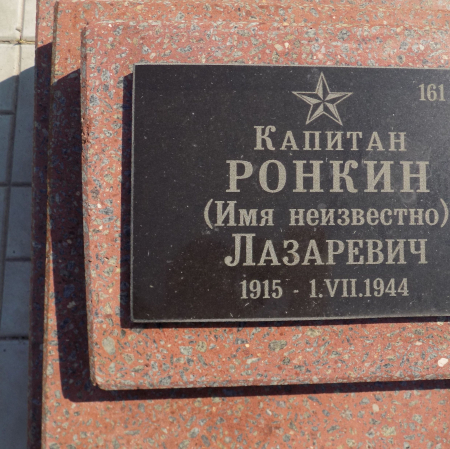 161
Капитан
РОНКИН
(Имя неизвестно)
Лазаревич
1915 - 1.VII.1944